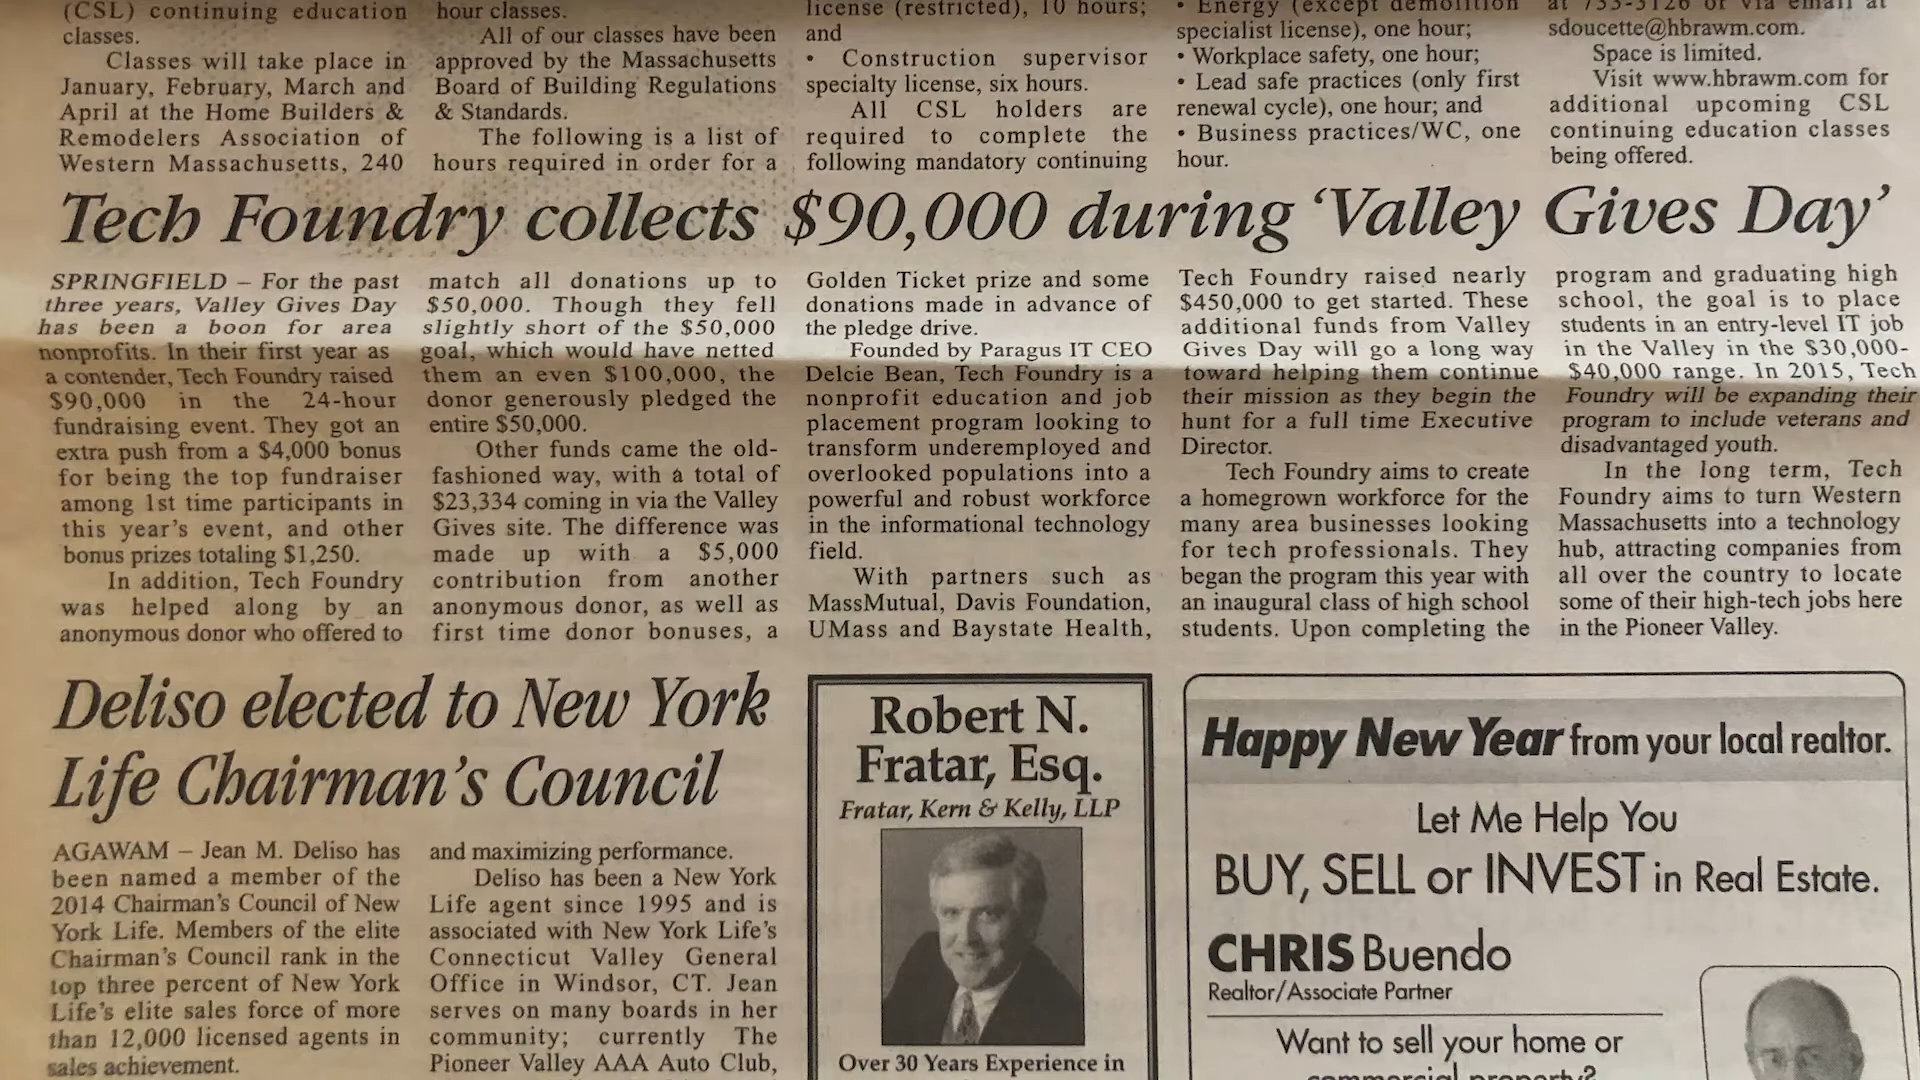 (CSL) continuing education
classes.
Classes will take place in
January, February, March and
April at the Home Builders &
Remodelers Association of
Western Massachusetts, 240
hour classes.
All of our classes have been
approved by the Massachusetts
Board of Building Regulations
& Standards.
The following is a list of
hours required in order for a
license (restricted), 10 hours;
and
• Construction supervisor
specialty license, six hours.
All CSL holders are
required to complete the
following mandatory continuing
• Energy (except demolition
specialist license), one hour;
• Workplace safety, one hour;
• Lead safe practices (only first
renewal cycle), one hour; and
• Business practices/WC, one
hour.
at 733-3126 or via email at
sdoucette@hbrawm.com.
Space is limited.
Visit www.hbrawm.com for
additional upcoming CSL
continuing education classes
being offered.
Tech Foundry collects $90,000 during ‘Valley Gives Day’
SPRINGFIELD – For the past
three years, Valley Gives Day
has been a boon for area
nonprofits. In their first year as
a contender, Tech Foundry raised
$90,000 in the 24-hour
fundraising event. They got an
extra push from a $4,000 bonus
for being the top fundraiser
among 1st time participants in
this year’s event, and other
bonus prizes totaling $1,250.
In addition, Tech Foundry
was helped along by an
anonymous donor who offered to
match all donations up to
$50,000. Though they fell
slightly short of the $50,000
goal, which would have netted
them an even $100,000, the
donor generously pledged the
entire $50,000.
Other funds came the old-
fashioned way, with a total of
$23,334 coming in via the Valley
Gives site. The difference was
made up with a $5,000
contribution from another
anonymous donor, as well as
first time donor bonuses, a
Golden Ticket prize and some
donations made in advance of
the pledge drive.
Founded by Paragus IT CEO
Delcie Bean, Tech Foundry is a
nonprofit education and job
placement program looking to
transform underemployed and
overlooked populations into a
powerful and robust workforce
in the informational technology
field.
With partners such as
MassMutual, Davis Foundation,
UMass and Baystate Health,
Tech Foundry raised nearly
$450,000 to get started. These
additional funds from Valley
Gives Day will go a long way
toward helping them continue
their mission as they begin the
hunt for a full time Executive
Director.
Tech Foundry aims to create
a homegrown workforce for the
many area businesses looking
for tech professionals. They
began the program this year with
an inaugural class of high school
students. Upon completing the
program and graduating high
school, the goal is to place
students in an entry-level IT job
in the Valley in the $30,000-
$40,000 range. In 2015, Tech
Foundry will be expanding their
program to include veterans and
disadvantaged youth.
In the long term, Tech
Foundry aims to turn Western
Massachusetts into a technology
hub, attracting companies from
all over the country to locate
some of their high-tech jobs here
in the Pioneer Valley.
Deliso elected to New York
Life Chairman’s Council
AGAWAM – Jean M. Deliso has
been named a member of the
2014 Chairman’s Council of New
York Life. Members of the elite
Chairman’s Council rank in the
top three percent of New York
Life’s elite sales force of more
than 12,000 licensed agents in
sales achievement.
and maximizing performance.
Deliso has been a New York
Life agent since 1995 and is
associated with New York Life’s
Connecticut Valley General
Office in Windsor, CT. Jean
serves on many boards in her
community; currently The
Pioneer Valley AAA Auto Club,
Robert N.
Fratar, Esq.
Fratar, Kern & Kelly, LLP
Over 30 Years Experience in
Happy New Year from your local realtor.
Let Me Help You
BUY, SELL or INVEST in Real Estate.
CHRIS Buendo
Realtor/Associate Partner
Want to sell your home or
commercial property?